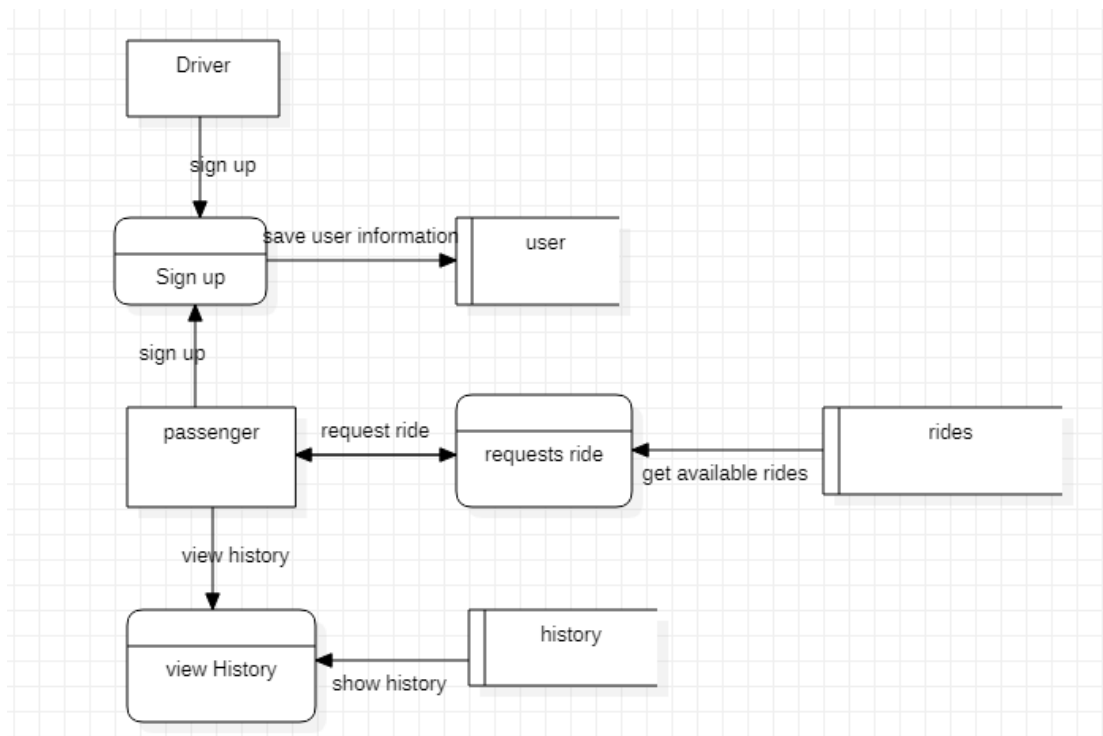 Driver
sign up
save user information
user
Sign up
sign up
passenger
request ride
requests ride
rides
get available rides
view history
history
view History
show history